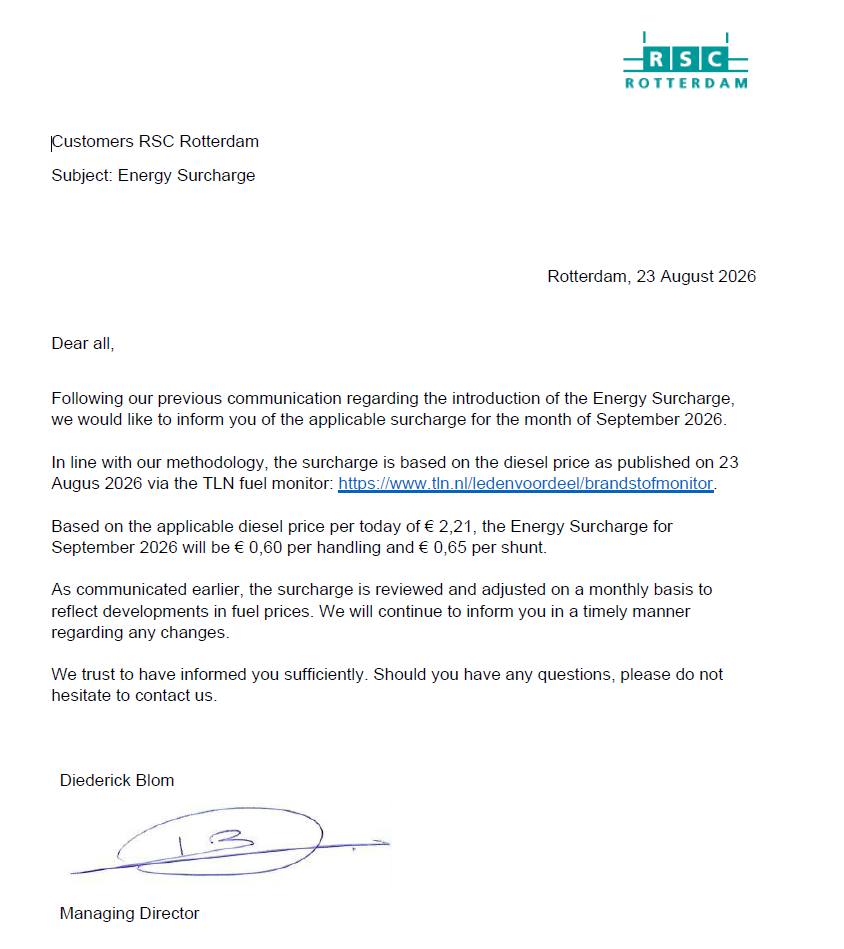 RSC
ROTTERDAM
Customers RSC Rotterdam
Subject: Energy Surcharge
Rotterdam, 23 August 2026
Dear all,
Following our previous communication regarding the introduction of the Energy Surcharge,
we would like to inform you of the applicable surcharge for the month of September 2026.
In line with our methodology, the surcharge is based on the diesel price as published on 23
Augus 2026 via the TLN fuel monitor: https://www.tln.nl/ledenvoordeel/brandstofmonitor.
Based on the applicable diesel price per today of € 2,21, the Energy Surcharge for
September 2026 will be € 0,60 per handling and € 0,65 per shunt.
As communicated earlier, the surcharge is reviewed and adjusted on a monthly basis to
reflect developments in fuel prices. We will continue to inform you in a timely manner
regarding any changes.
We trust to have informed you sufficiently. Should you have any questions, please do not
hesitate to contact us.
Diederick Blom
Managing Director